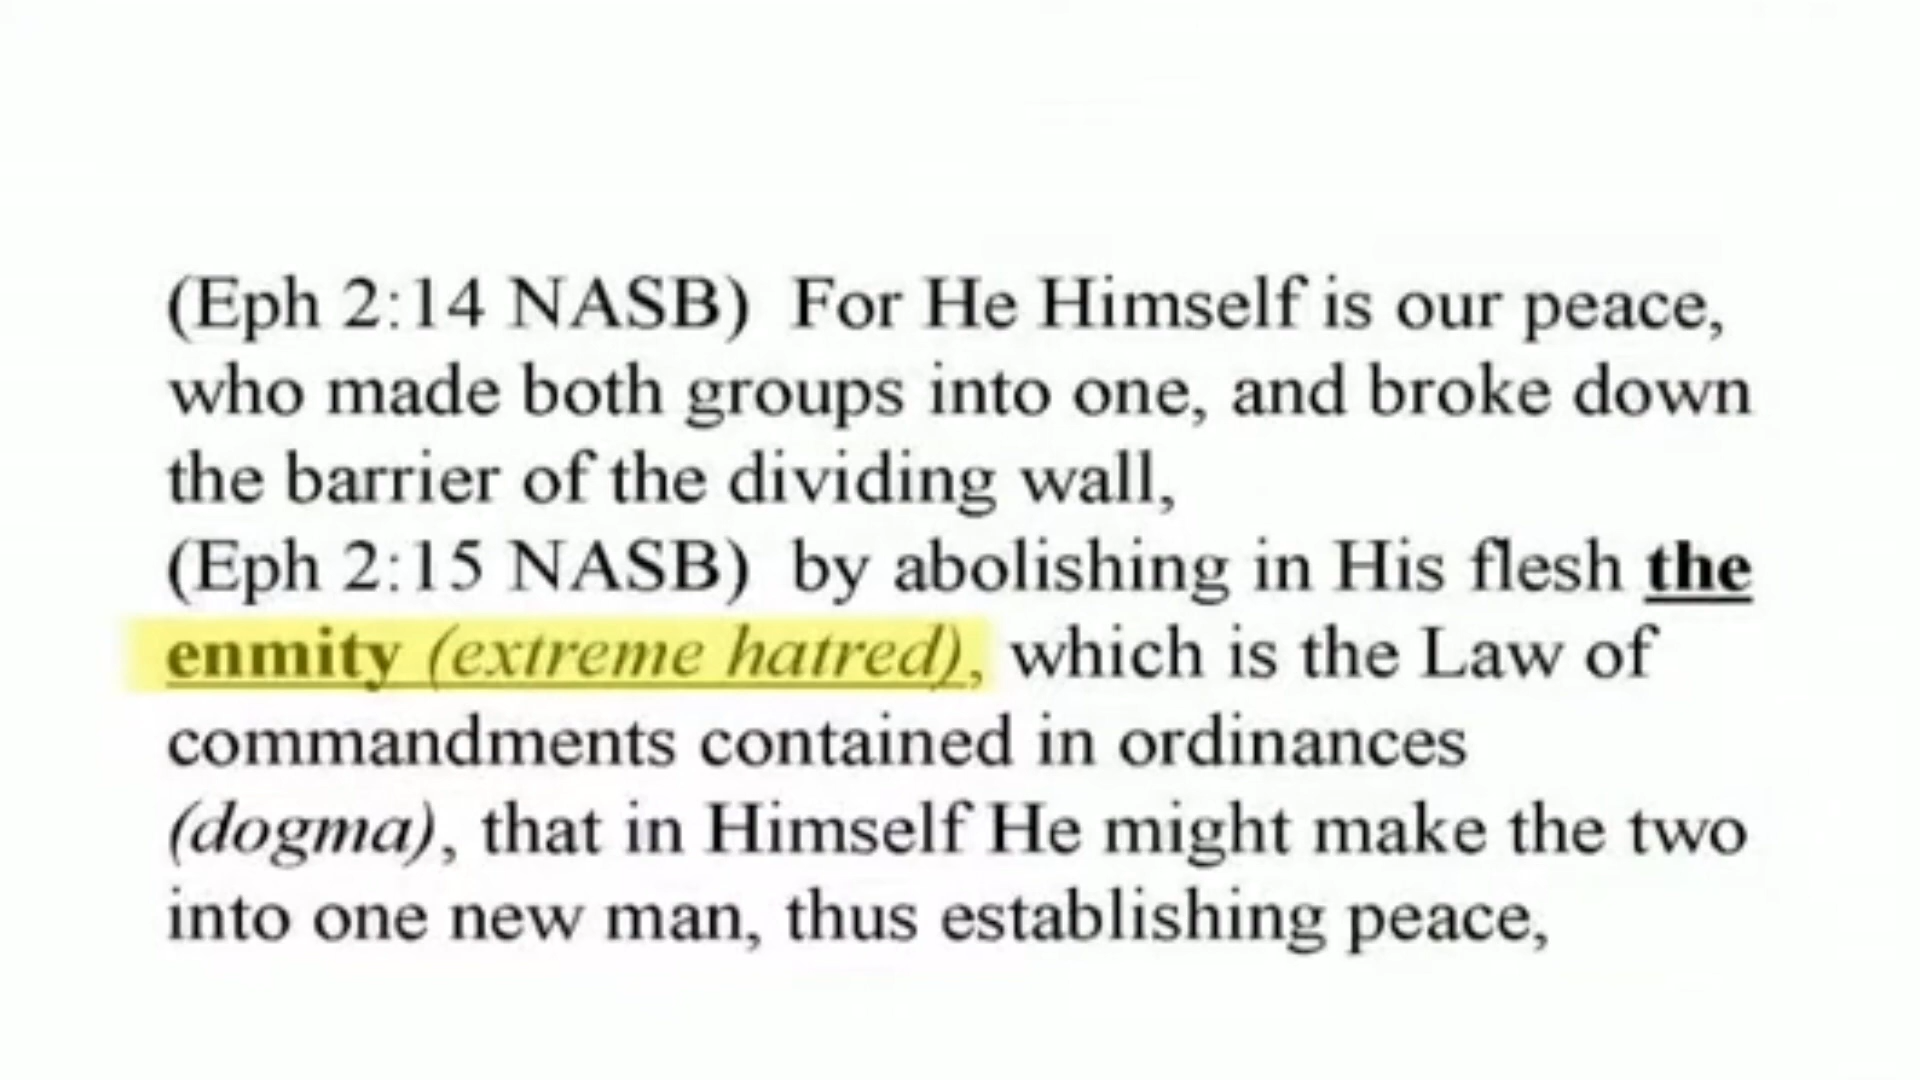 (Eph 2:14 NASB) For He Himself is our peace,
who made both groups into one, and broke down
the barrier of the dividing wall,
(Eph 2:15 NASB) by abolishing in His flesh the
enmity (extreme hatred), which is the Law of
commandments contained in ordinances
(dogma), that in Himself He might make the two
into one new man, thus establishing peace,